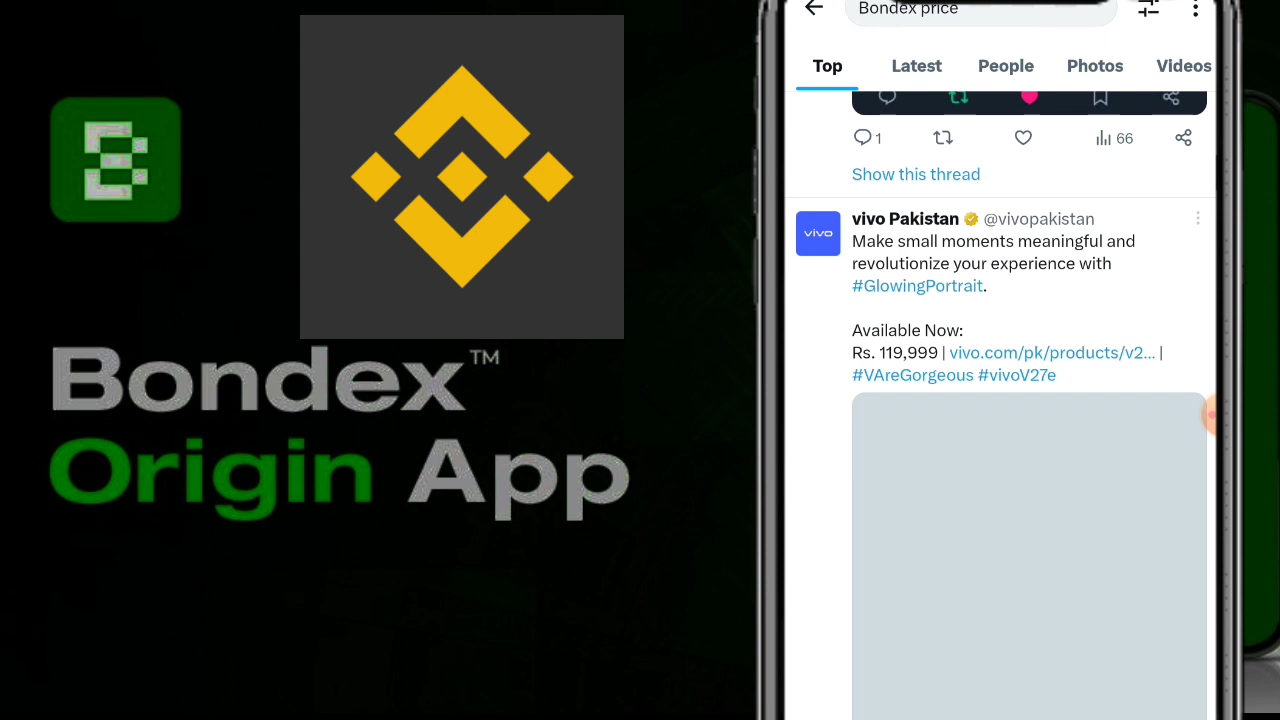 Bondex™
Origin App
Bondex price
Top
Latest
People
Photos
Videos
1
66
Show this thread
vivo
vivo Pakistan @vivopakistan
Make small moments meaningful and
revolutionize your experience with
#GlowingPortrait.
Available Now:
Rs. 119,999 | vivo.com/pk/products/v2... |
#VAreGorgeous #vivoV27e